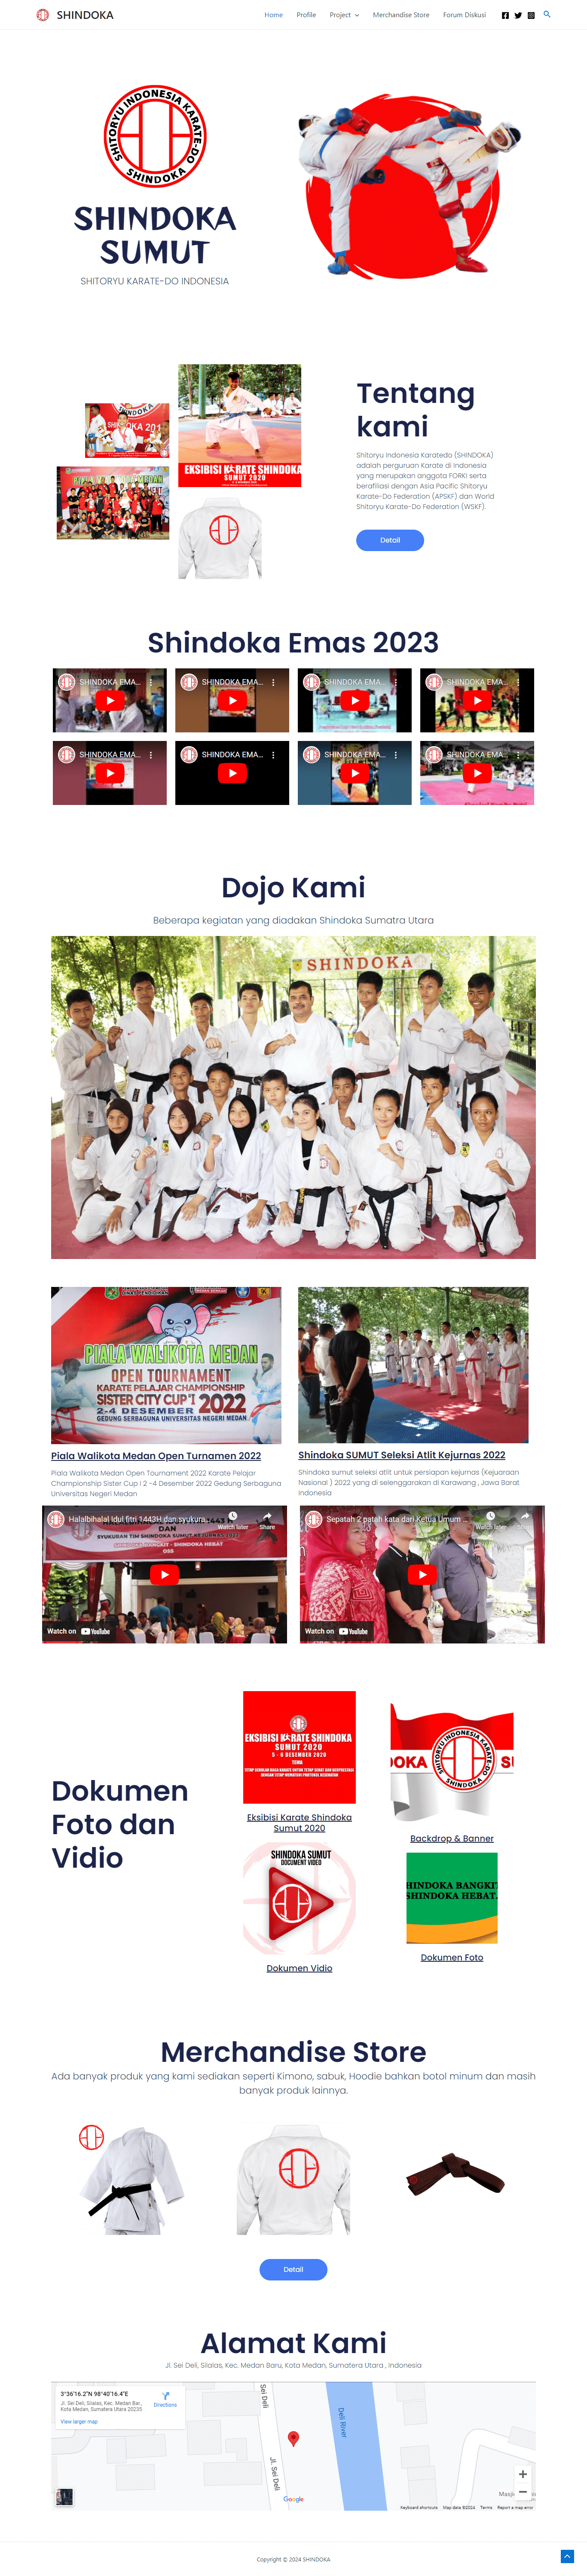 SHINDOKA
Home Profile Project Merchandise Store Forum Diskusi
SHITORYU INDONESIA KARATE-DO
SHINDOKA
SHINDOKA
SUMUT
SHITORYU KARATE-DO INDONESIA
SHINDOKA 201
EKSIBISI KARATE SHINDOKA
SUMUT 2020
Tentang
kami
Shitoryu Indonesia Karatedo (SHINDOKA)
adalah perguruan Karate di Indonesia
yang merupakan anggota FORKI serta
berafiliasi dengan Asia Pacific Shitoryu
Karate-Do Federation (APSKF) dan World
Shitoryu Karate-Do Federation (WSKF).
Detail
Shindoka Emas 2023
SHINDOKA EMA...
SHINDOKA EMA...
SHINDOKA EMA...
SHINDOKA EMA...
SHINDOKA EMA...
SHINDOKA EMA...
SHINDOKA EMA...
SHINDOKA EMA...
Dojo Kami
Beberapa kegiatan yang diadakan Shindoka Sumatra Utara
SHINDOKA
PIALA WALIKOTA MEDAN
OPEN TOURNAMENT
KARATE PELAJAR CHAMPIONSHIP
SISTER CITY CUP I 2022
2-4 DESEMBER 2022
GEDUNG SERBAGUNA UNIVERSITAS NEGERI MEDAN
Piala Walikota Medan Open Turnamen 2022
Piala Walikota Medan Open Tournament 2022 Karate Pelajar
Championship Sister Cup I 2 -4 Desember 2022 Gedung Serbaguna
Universitas Negeri Medan
Shindoka SUMUT Seleksi Atlit Kejurnas 2022
Shindoka sumut seleksi atlit untuk persiapan kejurnas (Kejuaraan
Nasional ) 2022 yang di selenggarakan di Karawang , Jawa Barat
Indonesia
Halalbihalal Idul fitri 1443H dan syukura...
Watch later Share
Watch on YouTube
Sepatah 2 patah kata dari Ketua Umum ...
Watch later
Watch on YouTube
Dokumen
Foto dan
Vidio
EKSIBISI KARATE SHINDOKA
SUMUT 2020
5 - 6 DESEMBER 2020
TEMA
Eksibisi Karate Shindoka
Sumut 2020
SHITORYU INDONESIA KARATE-DO
SHINDOKA
Backdrop & Banner
SHINDOKA SUMUT
DOCUMENT VIDEO
Dokumen Vidio
HINDOKA BANGKIT
SHINDOKA HEBAT.
Dokumen Foto
Merchandise Store
Ada banyak produk yang kami sediakan seperti Kimono, sabuk, Hoodie bahkan botol minum dan masih
banyak produk lainnya.
Detail
Alamat Kami
Jl. Sei Deli, Silalas, Kec. Medan Baru, Kota Medan, Sumatera Utara , Indonesia
3°36'16.2"N 98°40'16.4"E
Jl. Sei Deli, Silalas, Kec. Medan Bar.,
Kota Medan, Sumatera Utara 20235
Directions
View larger map
Sei Deli
Jl. Sei Deli
Deli River
Masji
Google
Keyboard shortcuts Map data ©2024 Terms Report a map error
Copyright © 2024 SHINDOKA